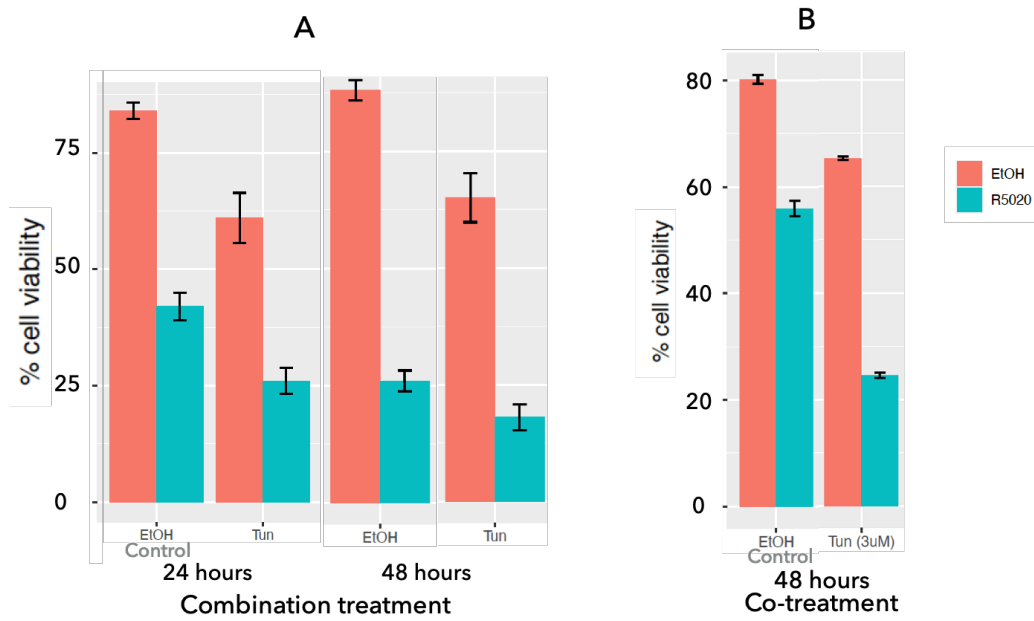 A
B
% cell viability
75
50
25
0
EtOH
Tun
EtOH
Tun
Control
24 hours
48 hours
Combination treatment
% cell viability
80
60
40
20
0
EtOH
Tun (3uM)
Control
48 hours
Co-treatment
EtOH
R5020